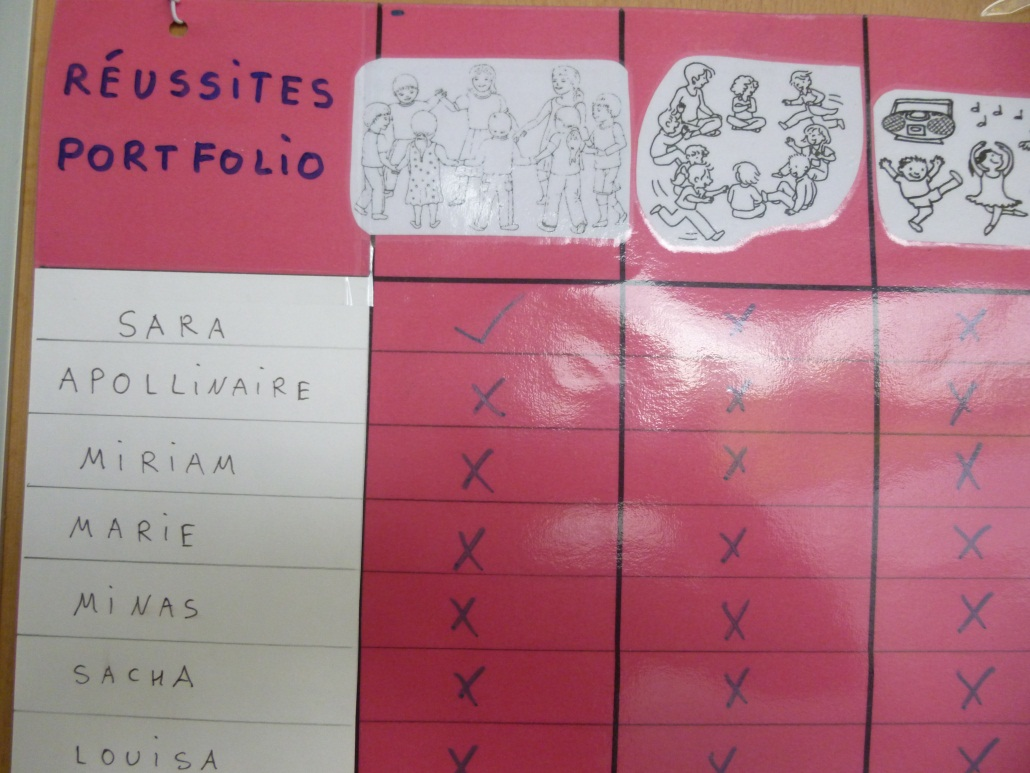 RÉUSSiTES
PORTFOLiO
SARA
APOLLiNAiRE
MiRiAM
MARiE
MiNAS
SACHA
LOUiSA